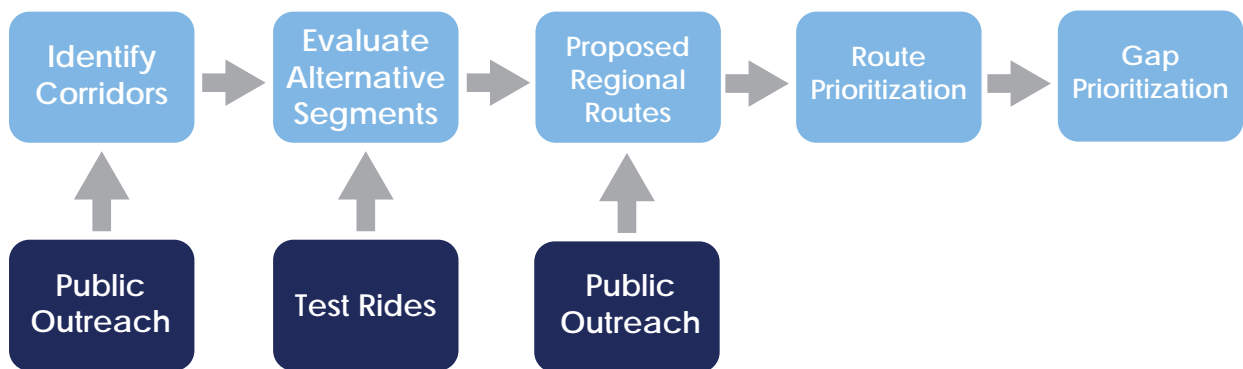 Identify
Corridors
Evaluate
Alternative
Segments
Proposed
Regional
Routes
Route
Prioritization
Gap
Prioritization
Public
Outreach
Test Rides
Public
Outreach